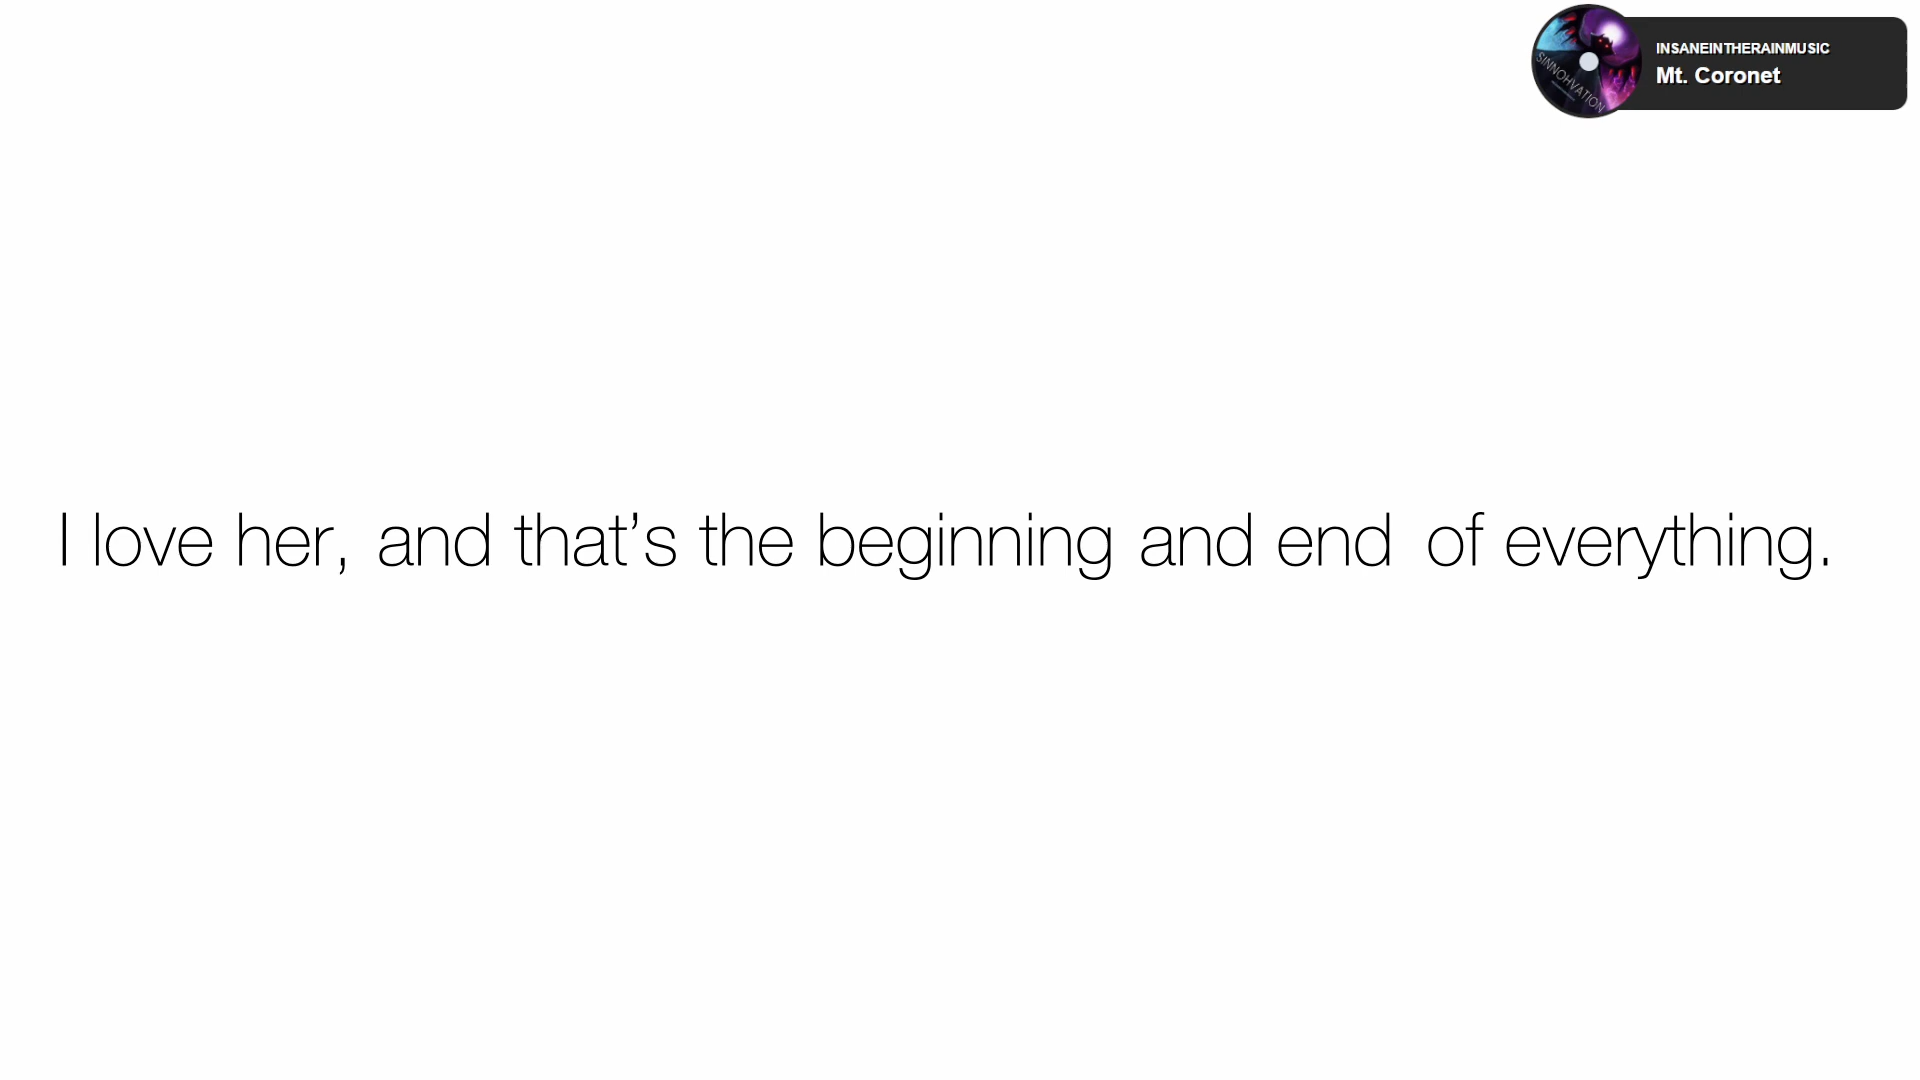 INSANEINTHERAINMUSIC
Mt. Coronet
SINNOHVATION
I love her, and that’s the beginning and end of everything.